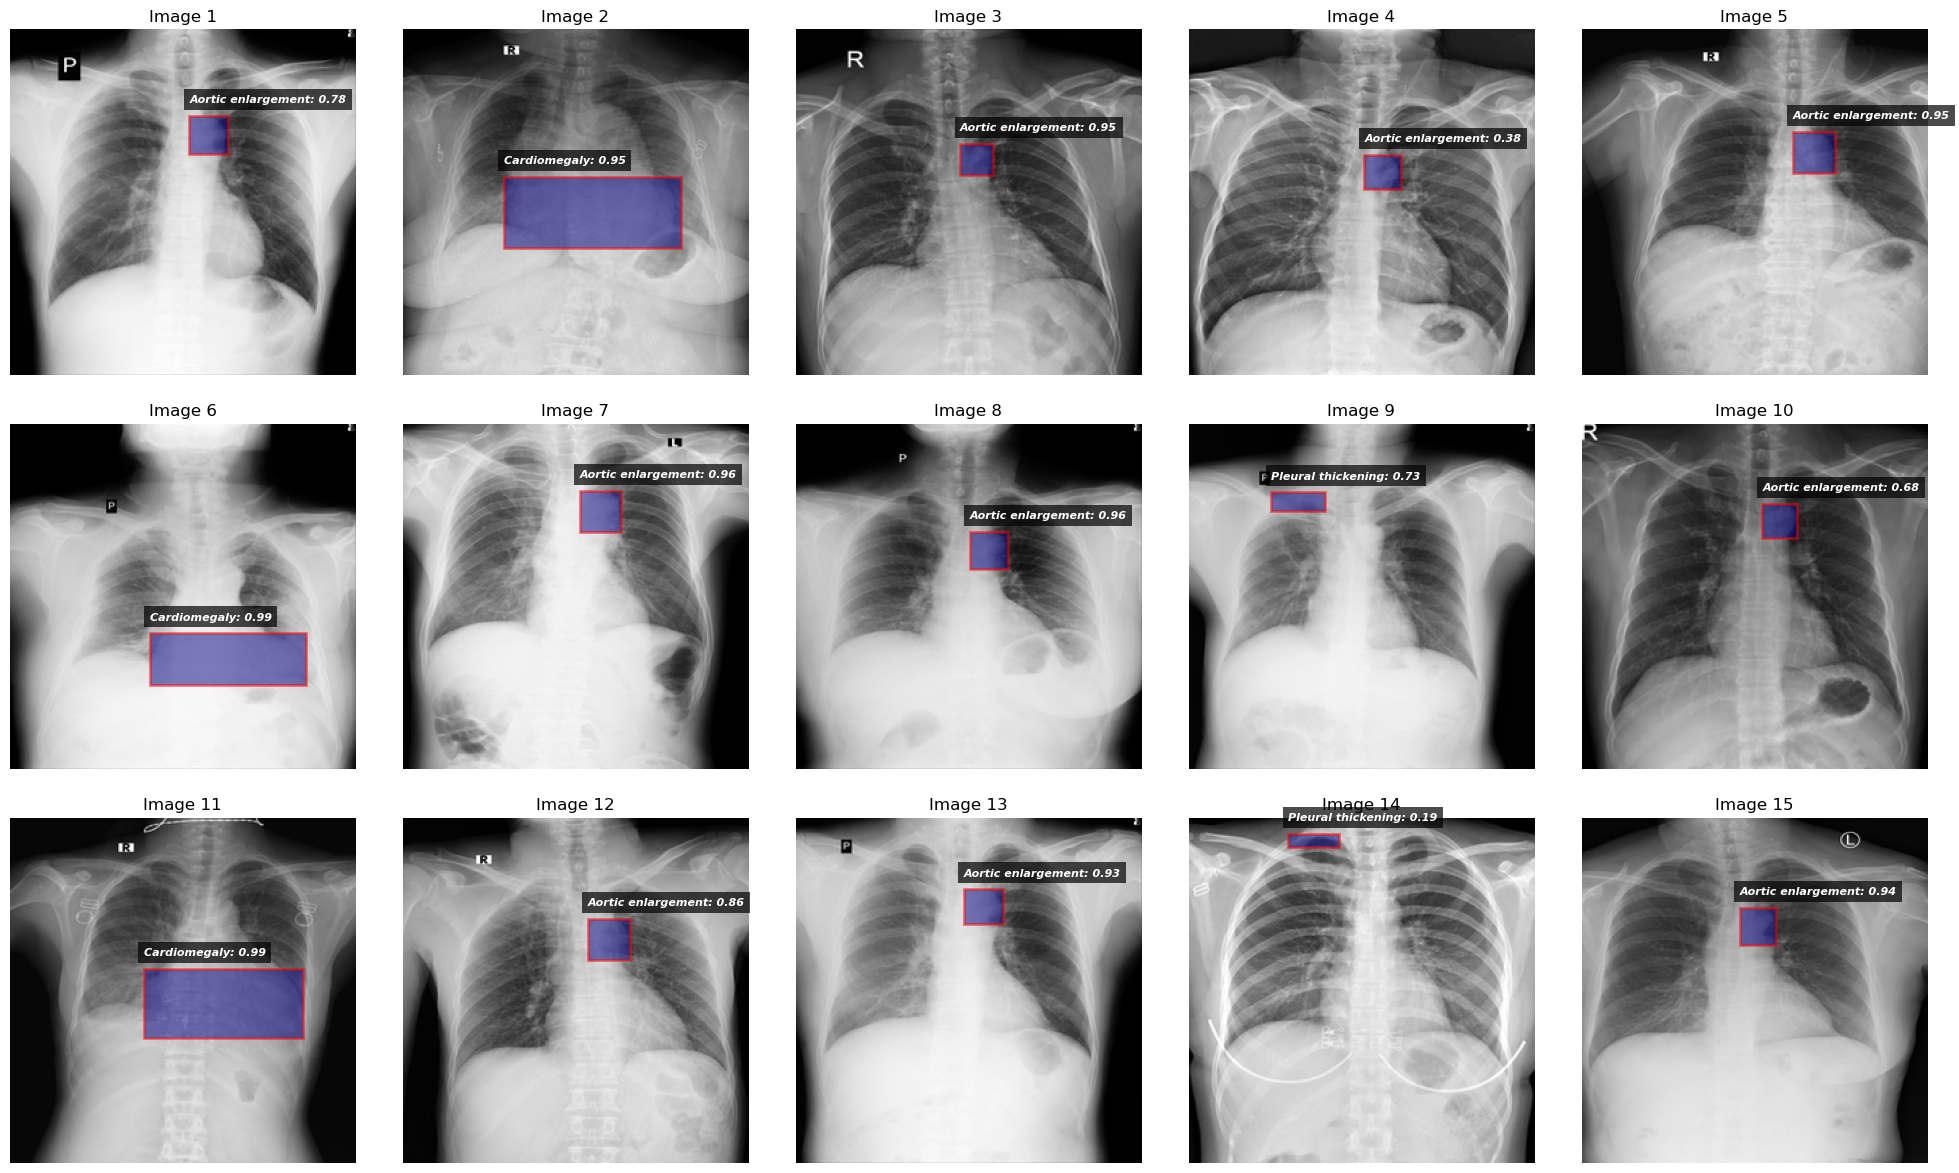 Image 1
P
Aortic enlargement: 0.78
Image 2
R
Cardiomegaly: 0.95
Image 3
R
Aortic enlargement: 0.95
Image 4
Aortic enlargement: 0.38
Image 5
R
Aortic enlargement: 0.95
Image 6
P
Cardiomegaly: 0.99
Image 7
L
Aortic enlargement: 0.96
Image 8
P
Aortic enlargement: 0.96
Image 9
P
Pleural thickening: 0.73
Image 10
R
Aortic enlargement: 0.68
Image 11
R
Cardiomegaly: 0.99
Image 12
R
Aortic enlargement: 0.86
Image 13
P
Aortic enlargement: 0.93
Image 14
Pleural thickening: 0.19
Image 15
L
Aortic enlargement: 0.94